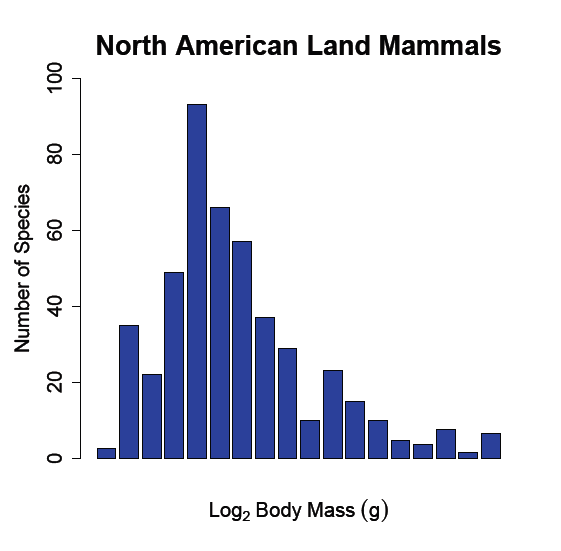 North American Land Mammals
100
80
60
40
20
0
Number of Species
Log₂ Body Mass (g)